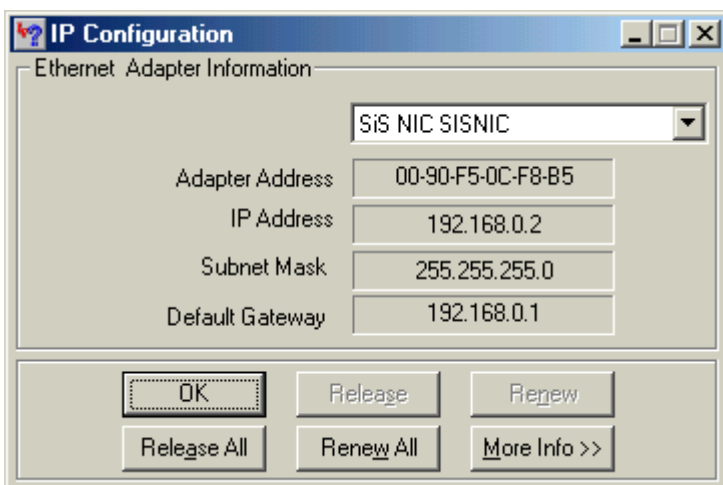 IP Configuration
Ethernet Adapter Information
SiS NIC SISNIC
Adapter Address 00-90-F5-0C-F8-B5
IP Address 192.168.0.2
Subnet Mask 255.255.255.0
Default Gateway 192.168.0.1
OK Release Renew
Release All Renew All More Info >>